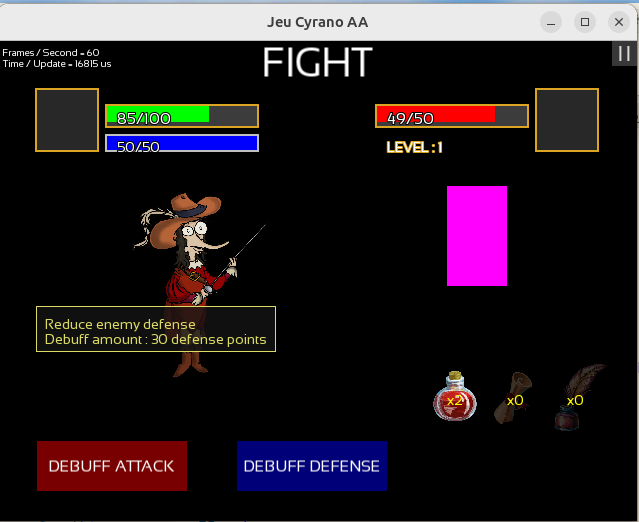 Jeu Cyrano AA
Frames / Second = 60
Time / Update = 16815 us
FIGHT
85/100
49/50
50/50
LEVEL : 1
Reduce enemy defense
Debuff amount : 30 defense points
x2
x0
x0
DEBUFF ATTACK
DEBUFF DEFENSE